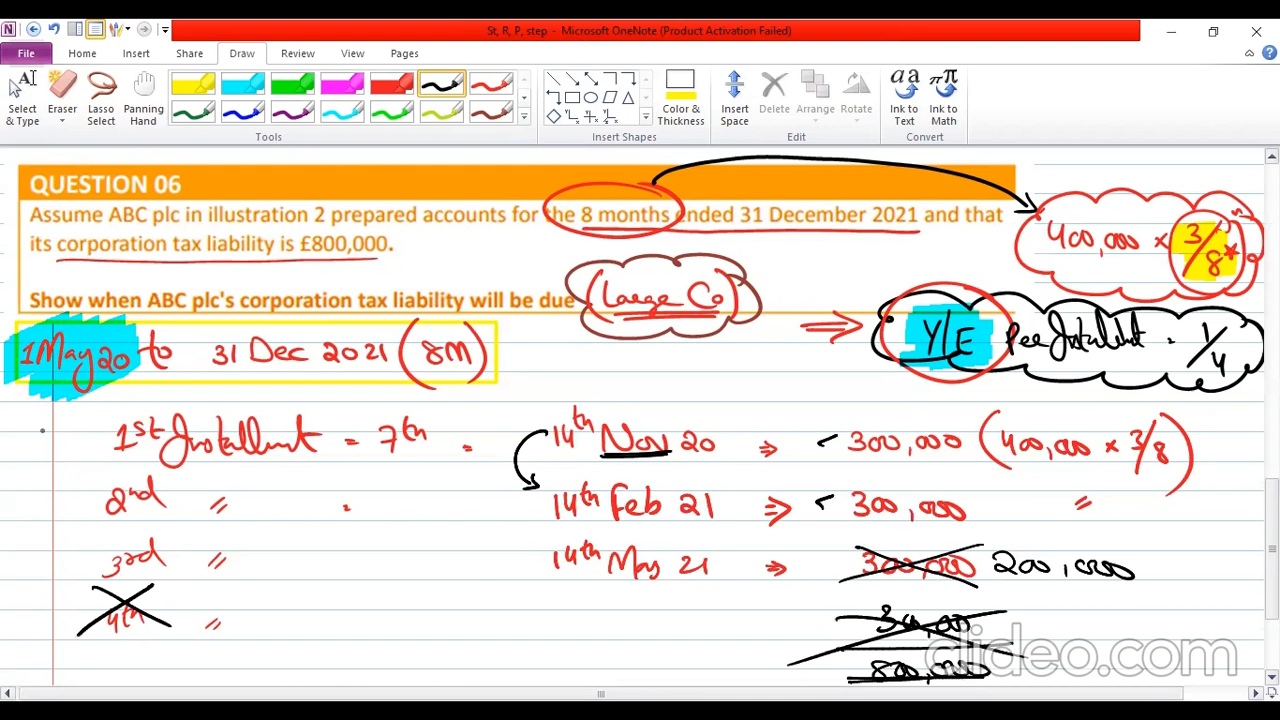 St, R, P, step - Microsoft OneNote (Product Activation Failed)
File Home Insert Share Draw Review View Pages
Select & Type
Eraser
Lasso Select
Panning Hand
Color & Thickness
Insert Space
Delete
Arrange
Rotate
Ink to Text
Ink to Math
Tools
Insert Shapes
Edit
Convert
QUESTION 06
Assume ABC plc in illustration 2 prepared accounts for the 8 months ended 31 December 2021 and that
its corporation tax liability is £800,000.
400,000 × 3/8*
Show when ABC plc's corporation tax liability will be due
(Large Co)
⇒ Y/E Per Installment = 1/4
1 May 20 to 31 Dec 2021 (8M)
1st Installment = 7th = 14th Nov 20 ⇒ 300,000 (400,000 × 3/8)
2nd " = 14th Feb 21 ⇒ 300,000 "
3rd " 14th May 21 ⇒ 300,000 200,000
4th "
800,000
clideo.com